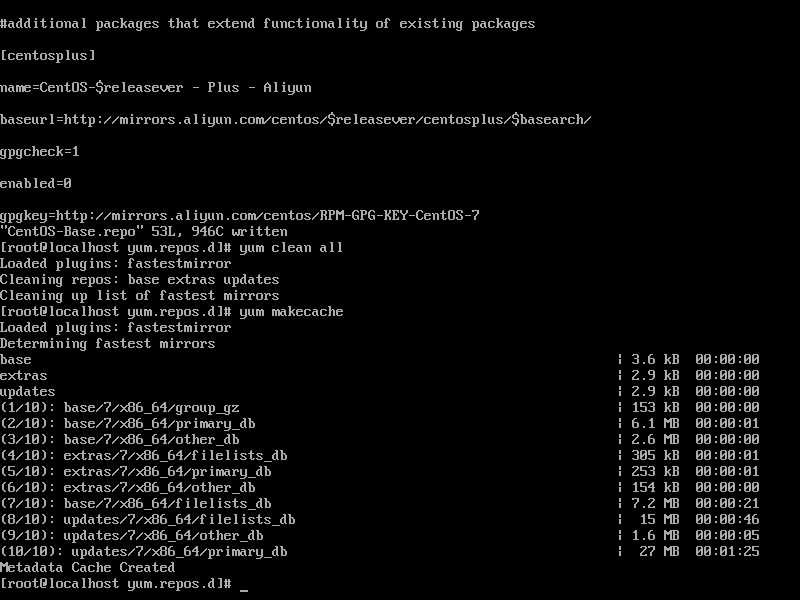 #additional packages that extend functionality of existing packages
[centosplus]
name=CentOS-$releasever - Plus - Aliyun
baseurl=http://mirrors.aliyun.com/centos/$releasever/centosplus/$basearch/
gpgcheck=1
enabled=0
gpgkey=http://mirrors.aliyun.com/centos/RPM-GPG-KEY-CentOS-7
"CentOS-Base.repo" 53L, 946C written
[root@localhost yum.repos.d]# yum clean all
Loaded plugins: fastestmirror
Cleaning repos: base extras updates
Cleaning up list of fastest mirrors
[root@localhost yum.repos.d]# yum makecache
Loaded plugins: fastestmirror
Determining fastest mirrors
base | 3.6 kB 00:00:00
extras | 2.9 kB 00:00:00
updates | 2.9 kB 00:00:00
(1/10): base/7/x86_64/group_gz | 153 kB 00:00:00
(2/10): base/7/x86_64/primary_db | 6.1 MB 00:00:01
(3/10): base/7/x86_64/other_db | 2.6 MB 00:00:00
(4/10): extras/7/x86_64/filelists_db | 305 kB 00:00:01
(5/10): extras/7/x86_64/primary_db | 253 kB 00:00:01
(6/10): extras/7/x86_64/other_db | 154 kB 00:00:00
(7/10): base/7/x86_64/filelists_db | 7.2 MB 00:00:21
(8/10): updates/7/x86_64/filelists_db | 15 MB 00:00:46
(9/10): updates/7/x86_64/other_db | 1.6 MB 00:00:05
(10/10): updates/7/x86_64/primary_db | 27 MB 00:01:25
Metadata Cache Created
[root@localhost yum.repos.d]# _